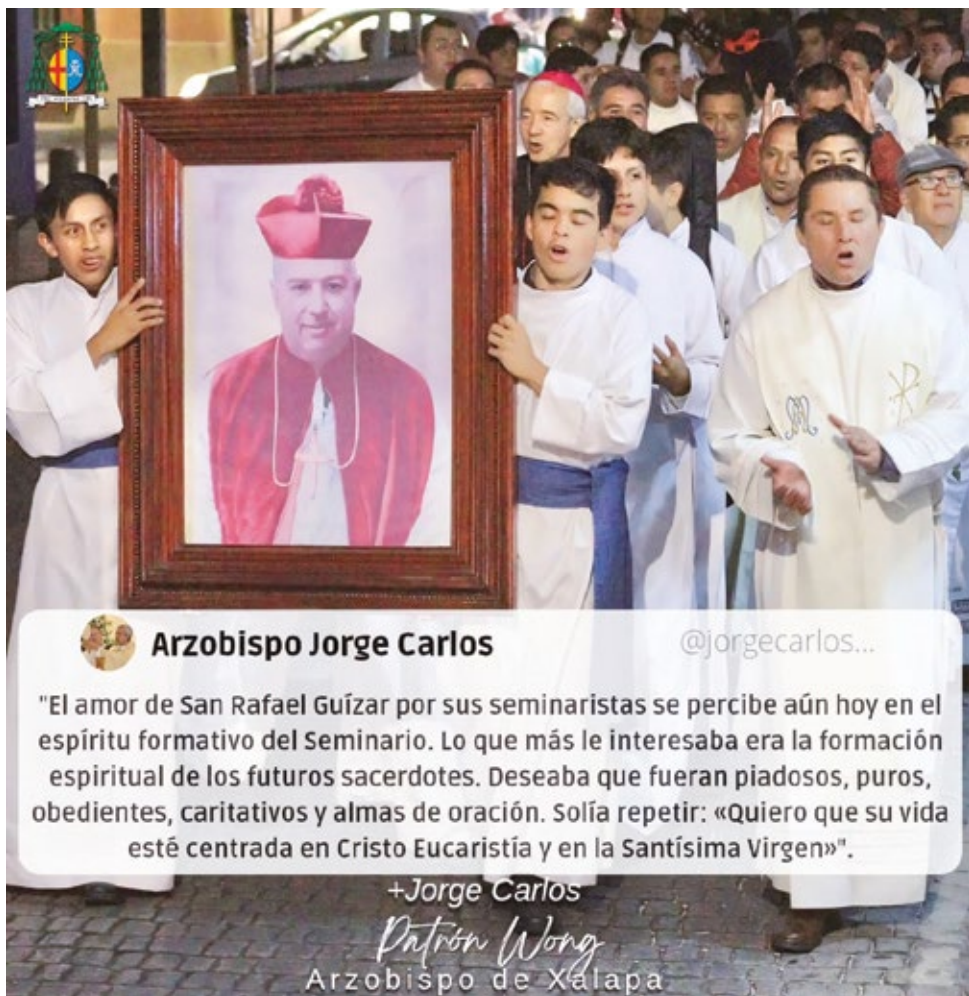 Arzobispo Jorge Carlos
@jorgecarlos...
"El amor de San Rafael Guízar por sus seminaristas se percibe aún hoy en el
espíritu formativo del Seminario. Lo que más le interesaba era la formación
espiritual de los futuros sacerdotes. Deseaba que fueran piadosos, puros,
obedientes, caritativos y almas de oración. Solía repetir: «Quiero que su vida
esté centrada en Cristo Eucaristía y en la Santísima Virgen»".
+Jorge Carlos
Patrón Wong
Arzobispo de Xalapa